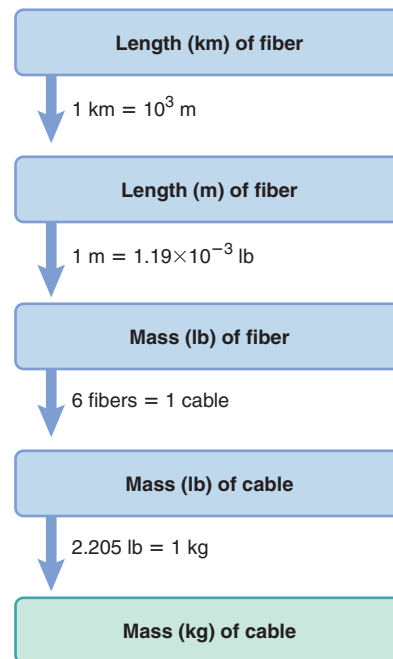 Length (km) of fiber
1 km = 10³ m
Length (m) of fiber
1 m = 1.19×10⁻³ lb
Mass (lb) of fiber
6 fibers = 1 cable
Mass (lb) of cable
2.205 lb = 1 kg
Mass (kg) of cable